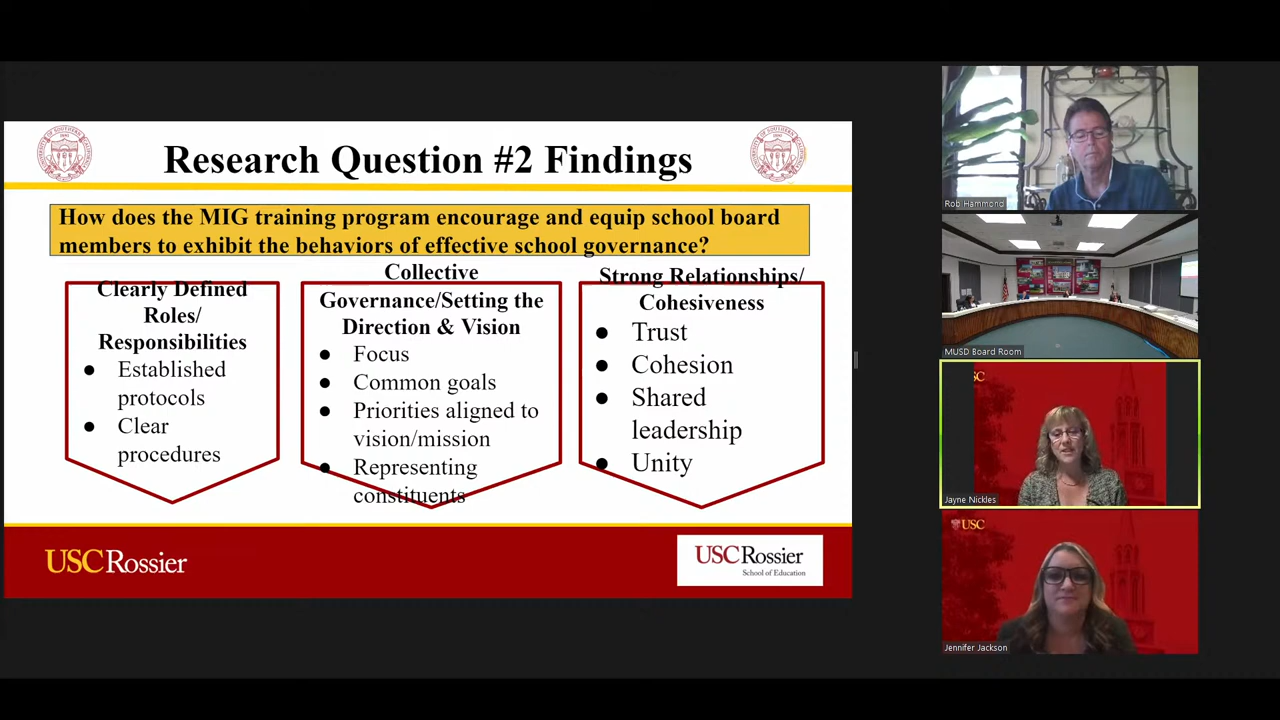 Research Question #2 Findings
How does the MIG training program encourage and equip school board
members to exhibit the behaviors of effective school governance?
Clearly Defined
Roles/
Responsibilities
● Established
protocols
● Clear
procedures
Collective
Governance/Setting the
Direction & Vision
● Focus
● Common goals
● Priorities aligned to
vision/mission
● Representing
constituents
Strong Relationships/
Cohesiveness
● Trust
● Cohesion
● Shared
leadership
● Unity
USC Rossier
USC Rossier
School of Education
Rob Hammond
MUSD Board Room
SC
Jayne Nickles
USC
Jennifer Jackson